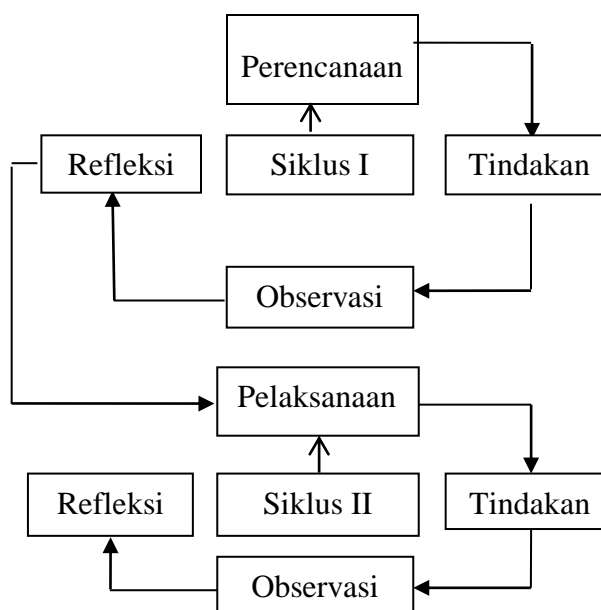 Perencanaan
Refleksi
Siklus I
Tindakan
Observasi
Pelaksanaan
Refleksi
Siklus II
Tindakan
Observasi